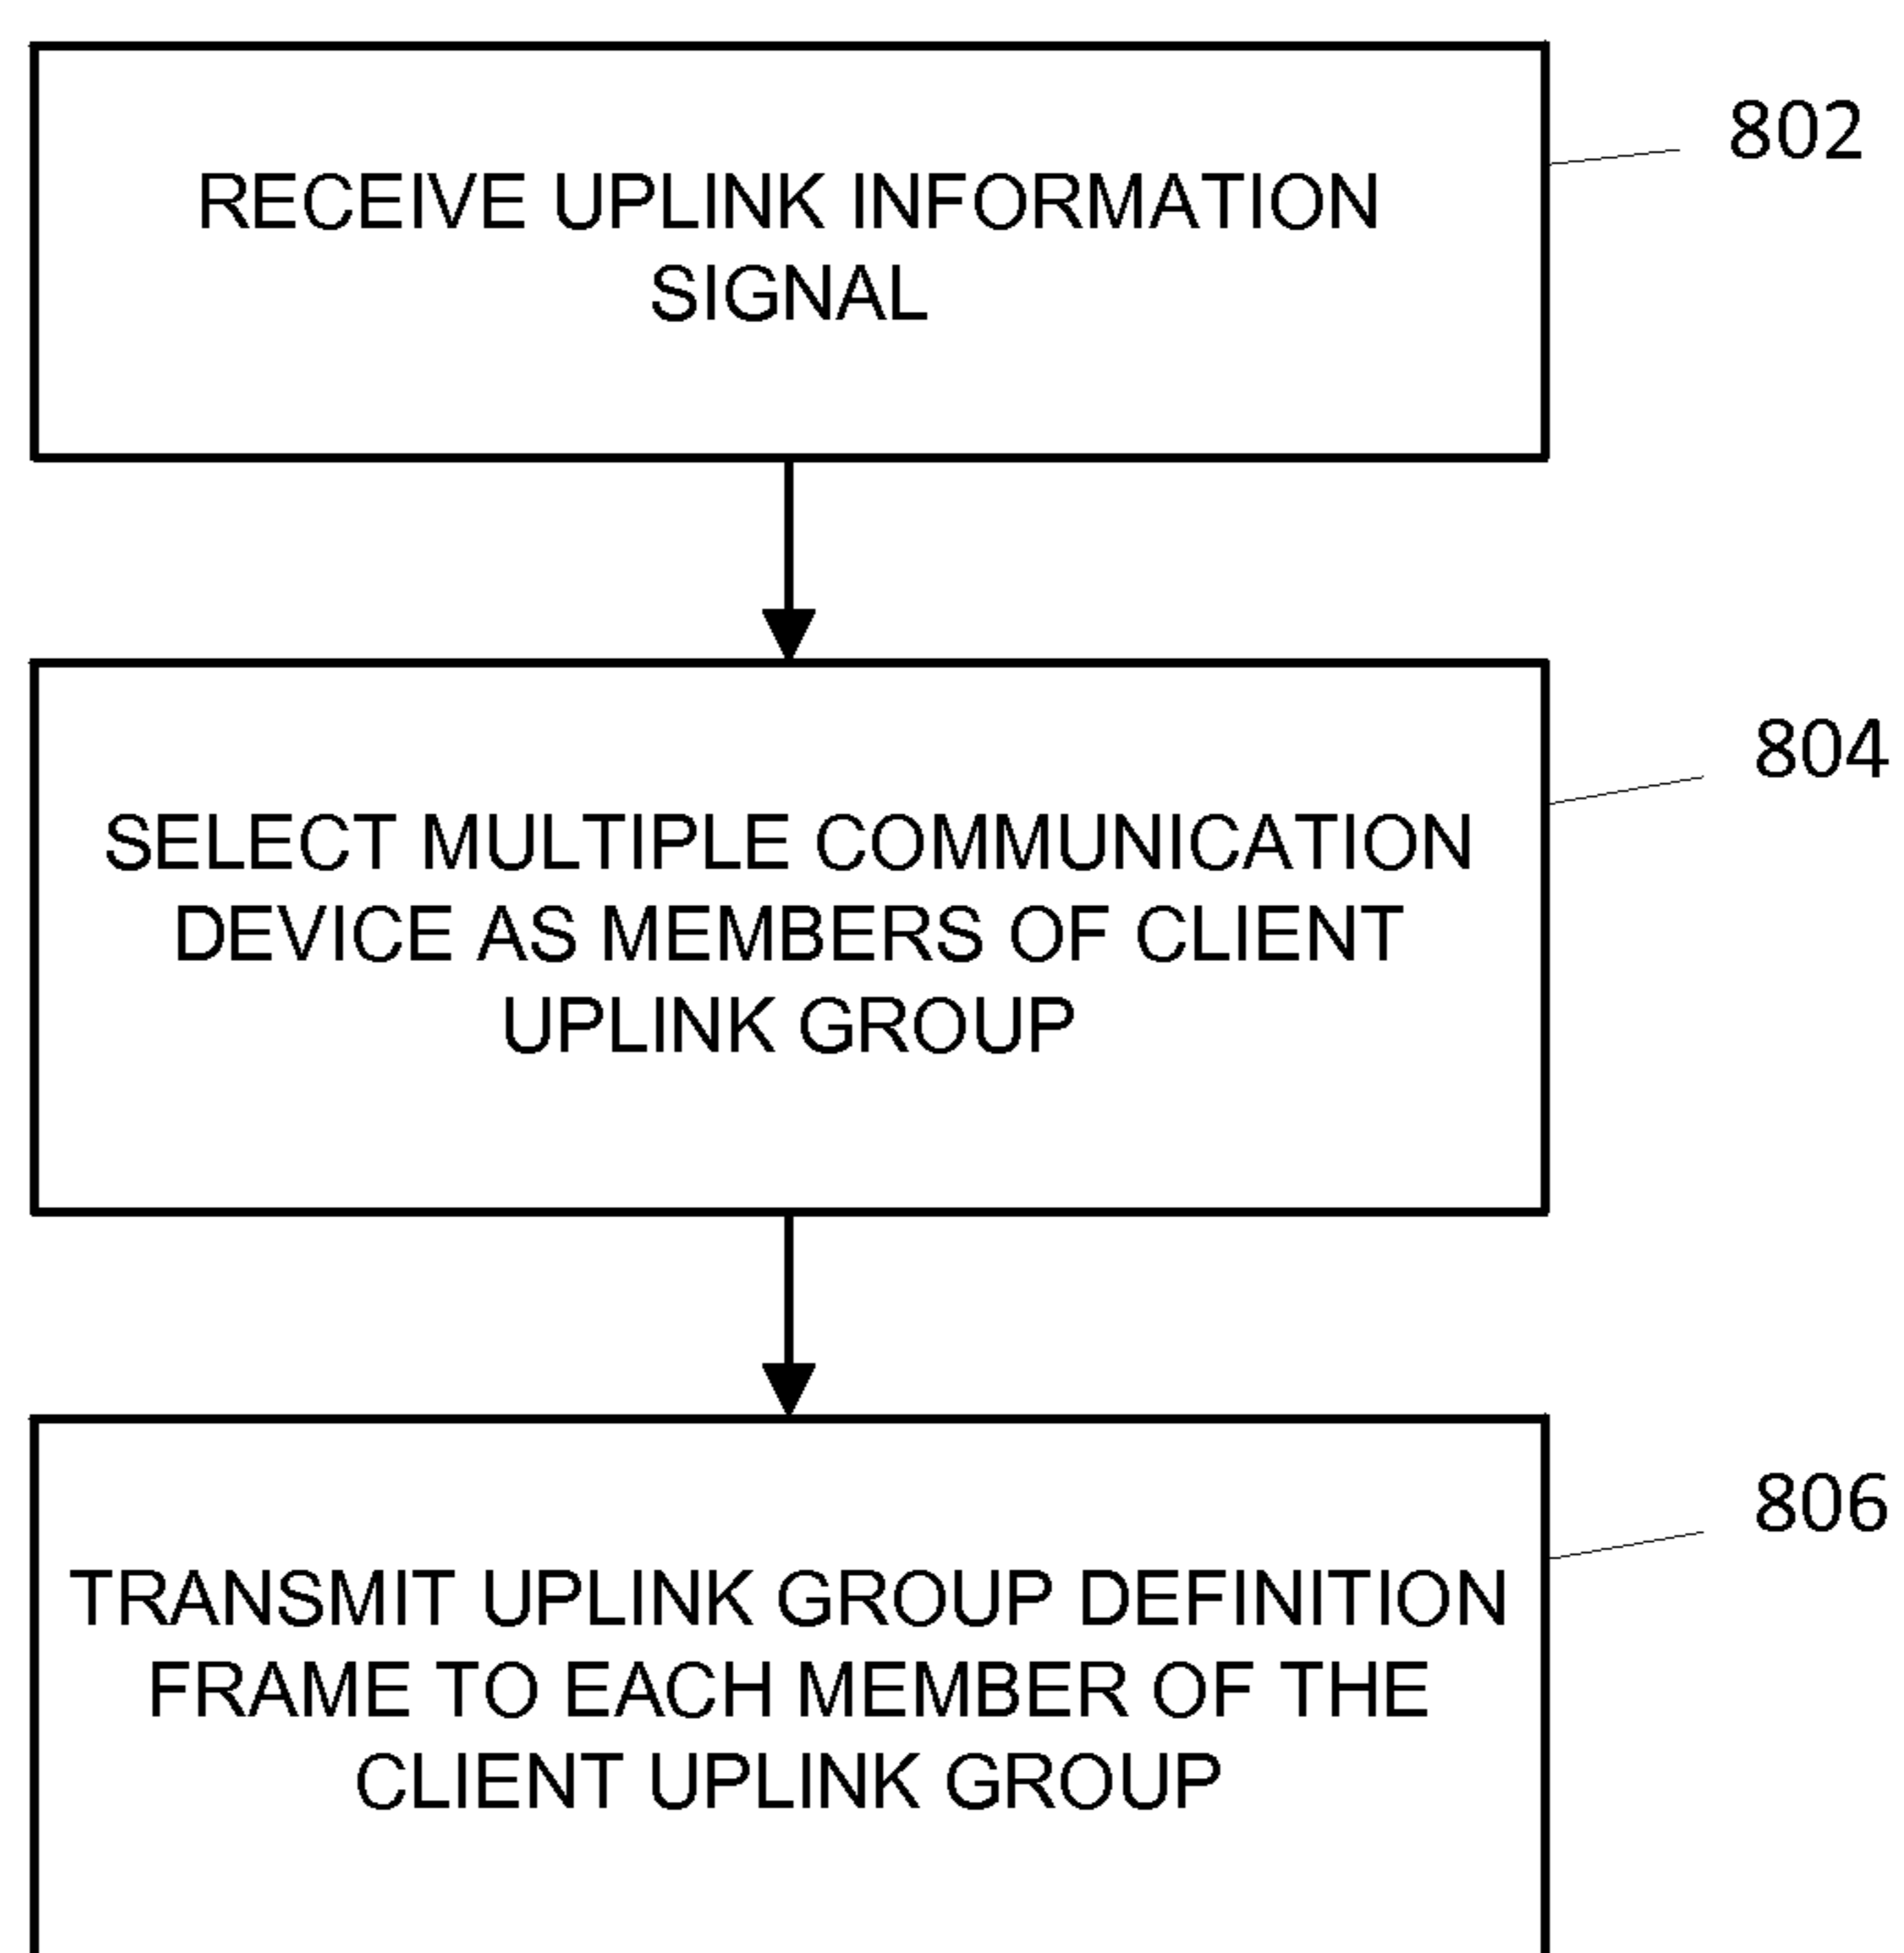 802
RECEIVE UPLINK INFORMATION
SIGNAL
804
SELECT MULTIPLE COMMUNICATION
DEVICE AS MEMBERS OF CLIENT
UPLINK GROUP
806
TRANSMIT UPLINK GROUP DEFINITION
FRAME TO EACH MEMBER OF THE
CLIENT UPLINK GROUP